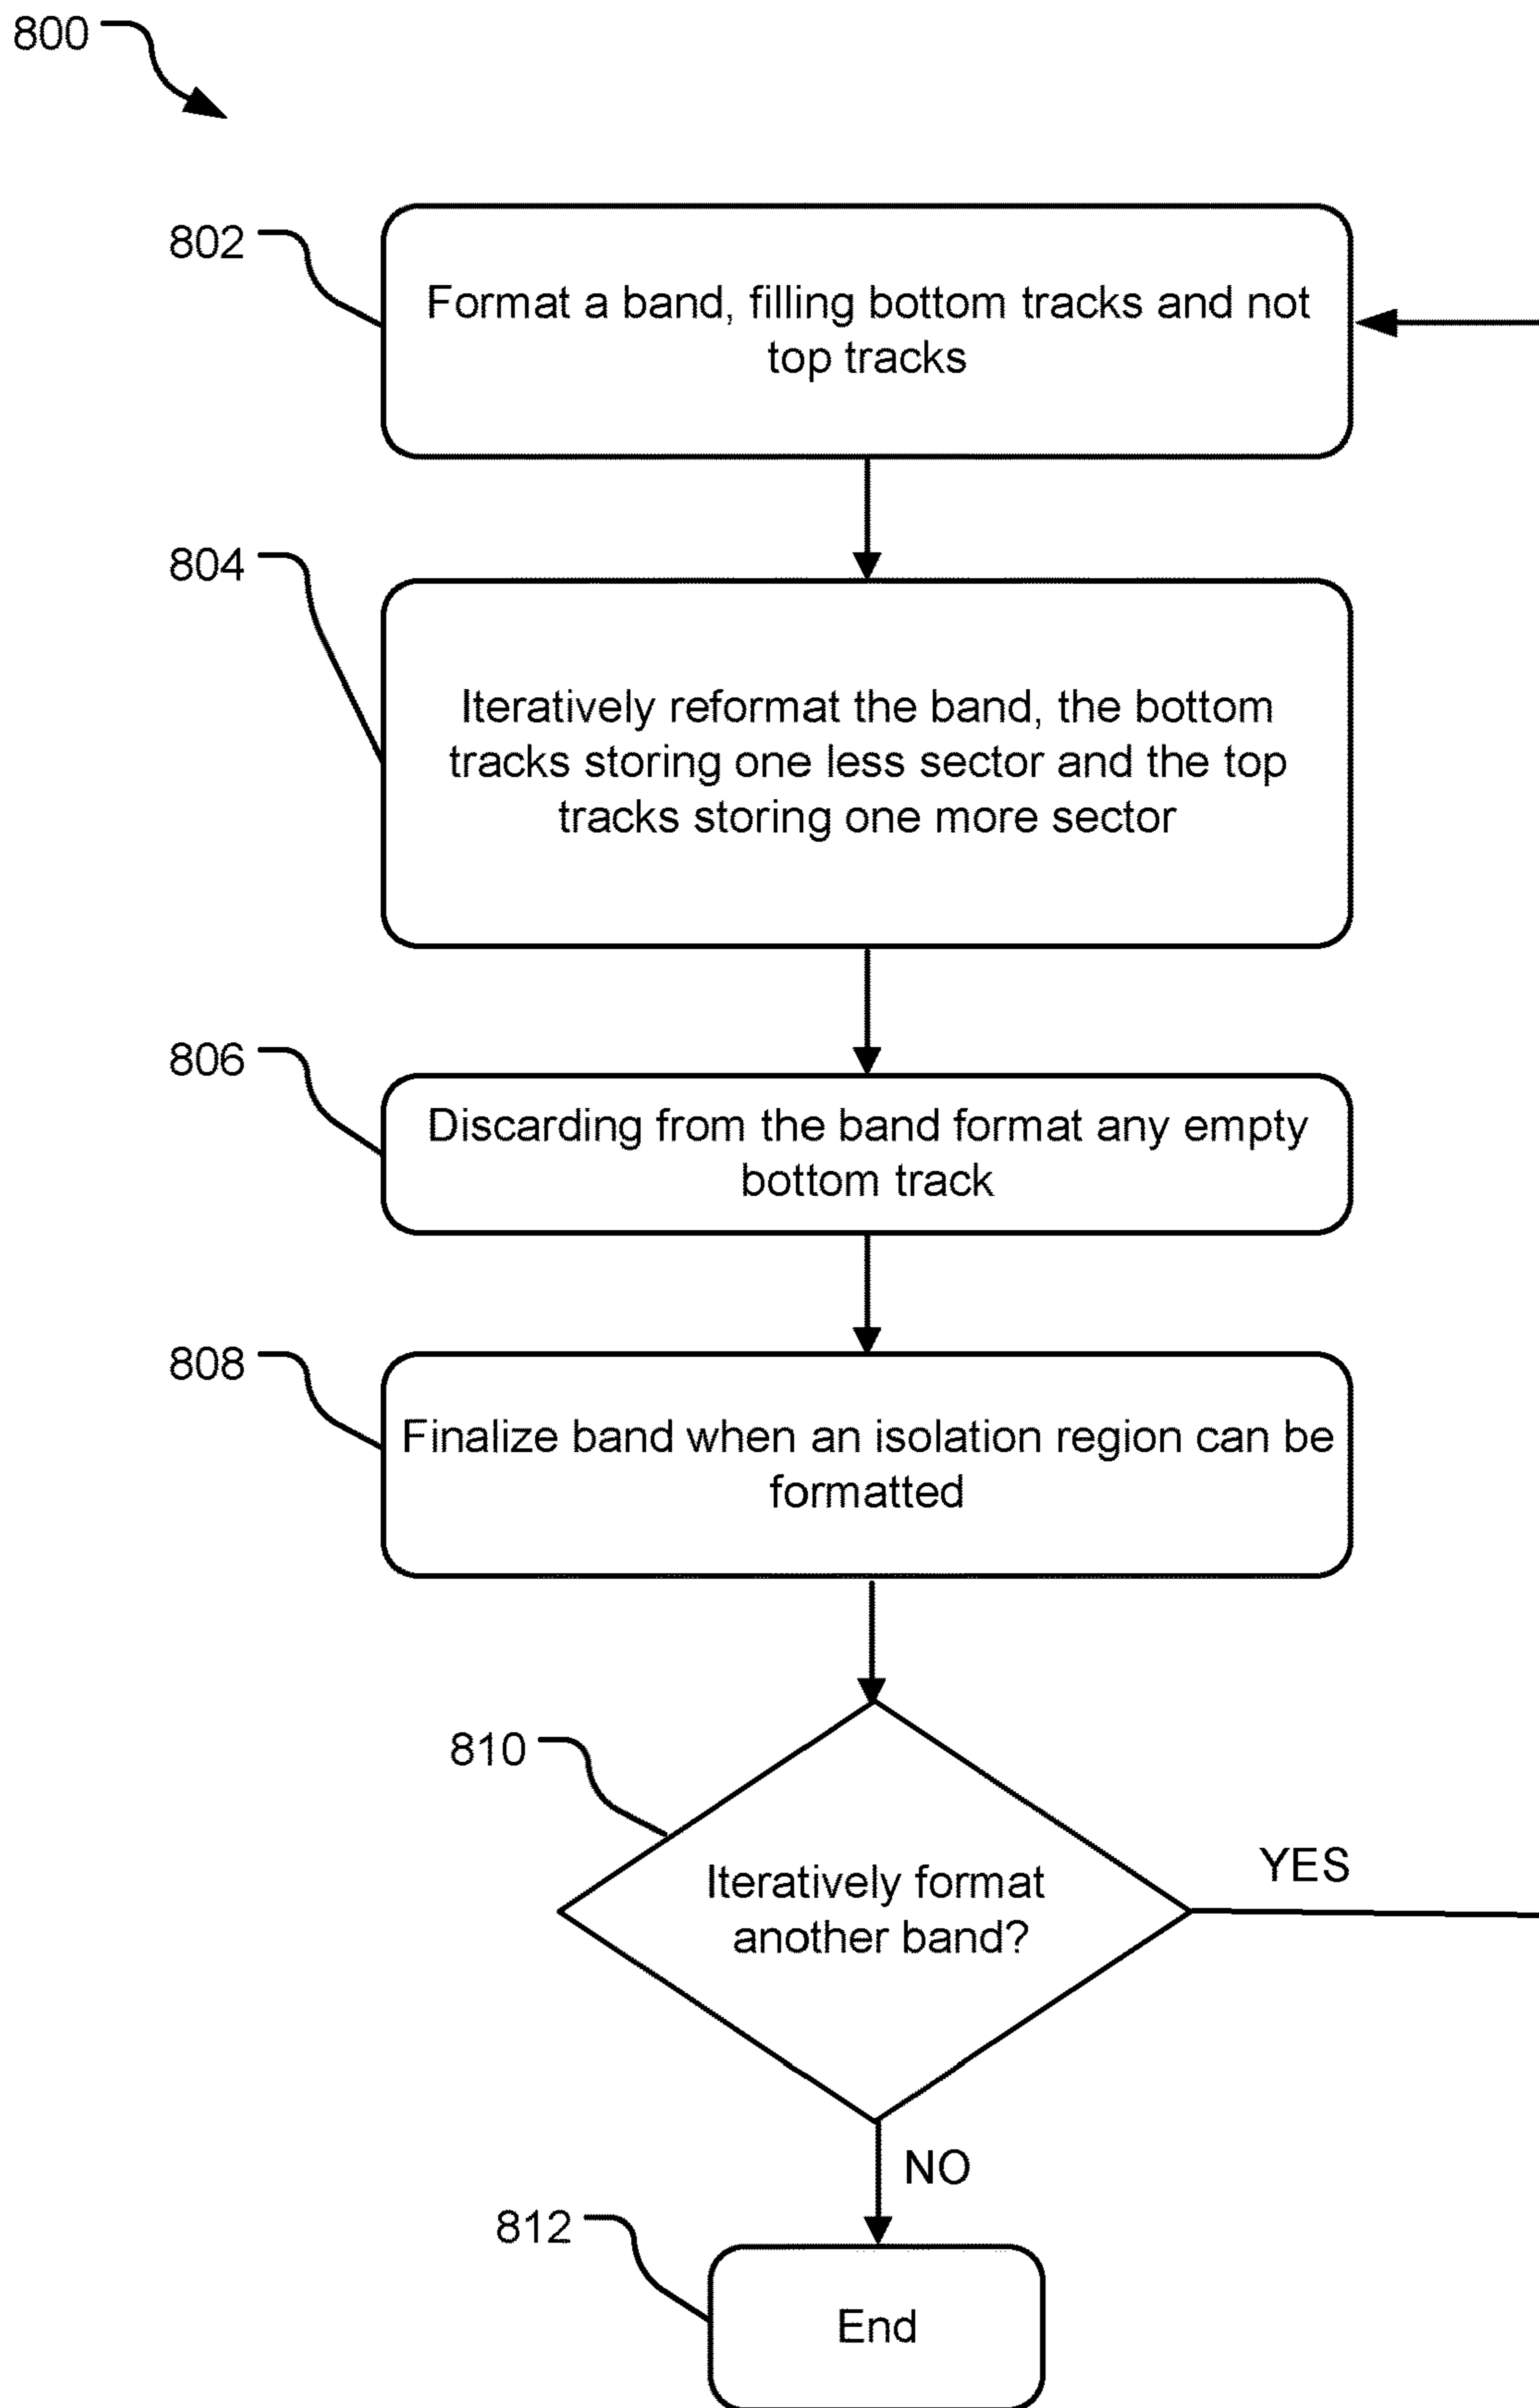 800
802
Format a band, filling bottom tracks and not
top tracks
804
Iteratively reformat the band, the bottom
tracks storing one less sector and the top
tracks storing one more sector
806
Discarding from the band format any empty
bottom track
808
Finalize band when an isolation region can be
formatted
810
Iteratively format
another band?
YES
NO
812
End